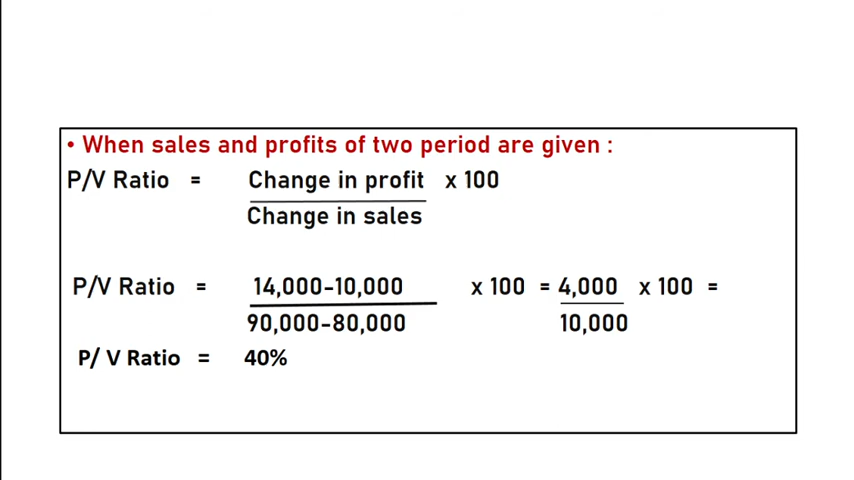 • When sales and profits of two period are given :
P/V Ratio = Change in profit x 100
Change in sales
P/V Ratio = 14,000-10,000 x 100 = 4,000 x 100 =
90,000-80,000 10,000
P/ V Ratio = 40%